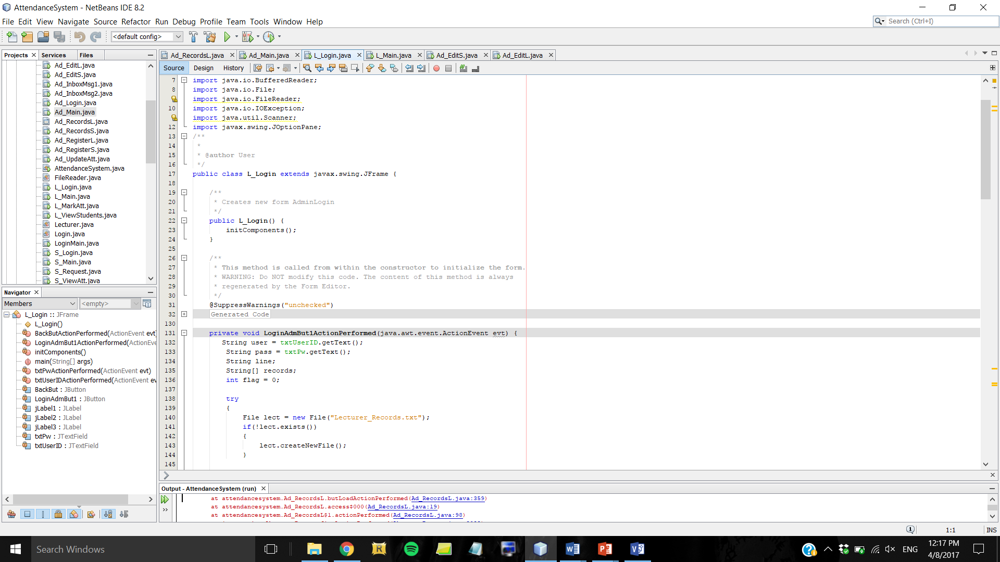 AttendanceSystem - NetBeans IDE 8.2
File Edit View Navigate Source Refactor Run Debug Profile Team Tools Window Help
Search (Ctrl+I)
<default config>
Projects Services Files
Ad_EditL.java
Ad_EditS.java
Ad_InboxMsg1.java
Ad_InboxMsg2.java
Ad_Login.java
Ad_Main.java
Ad_RecordsL.java
Ad_RecordsS.java
Ad_RegisterL.java
Ad_RegisterS.java
Ad_UpdateAtt.java
AttendanceSystem.java
FileReader.java
L_Login.java
L_Main.java
L_MarkAtt.java
L_ViewStudents.java
Lecturer.java
Login.java
LoginMain.java
S_Login.java
S_Main.java
S_Request.java
S_ViewAtt.java
Navigator
Members <empty>
L_Login :: JFrame
L_Login()
BackButActionPerformed(ActionEvent evt
LoginAdmBut1ActionPerformed(ActionEve
initComponents()
main(String[] args)
txtPwActionPerformed(ActionEvent evt)
txtUserIDActionPerformed(ActionEvent ev
BackBut : JButton
LoginAdmBut1 : JButton
jLabel1 : JLabel
jLabel2 : JLabel
jLabel3 : JLabel
txtPw : JTextField
txtUserID : JTextField
Ad_RecordsL.java Ad_Main.java L_Login.java L_Main.java Ad_EditS.java Ad_EditL.java
Source Design History
7 import java.io.BufferedReader;
8 import java.io.File;
import java.io.FileReader;
10 import java.io.IOException;
import java.util.Scanner;
12 import javax.swing.JOptionPane;
13 /**
14 *
15 * @author User
16 */
17 public class L_Login extends javax.swing.JFrame {
18
19 /**
20 * Creates new form AdminLogin
21 */
22 public L_Login() {
23 initComponents();
24 }
25
26 /**
27 * This method is called from within the constructor to initialize the form.
28 * WARNING: Do NOT modify this code. The content of this method is always
29 * regenerated by the Form Editor.
30 */
31 @SuppressWarnings("unchecked")
32 Generated Code
130
131 private void LoginAdmBut1ActionPerformed(java.awt.event.ActionEvent evt) {
132 String user = txtUserID.getText();
133 String pass = txtPw.getText();
134 String line;
135 String[] records;
136 int flag = 0;
137
138 try
139 {
140 File lect = new File("Lecturer_Records.txt");
141 if(!lect.exists())
142 {
143 lect.createNewFile();
144 }
145
Output - AttendanceSystem (run)
at attendancesystem.Ad_RecordsL.butLoadActionPerformed(Ad_RecordsL.java:359)
at attendancesystem.Ad_RecordsL.access$000(Ad_RecordsL.java:19)
at attendancesystem.Ad_RecordsL$1.actionPerformed(Ad_RecordsL.java:98)
1:1 INS
Search Windows
ENG
12:17 PM
4/8/2017